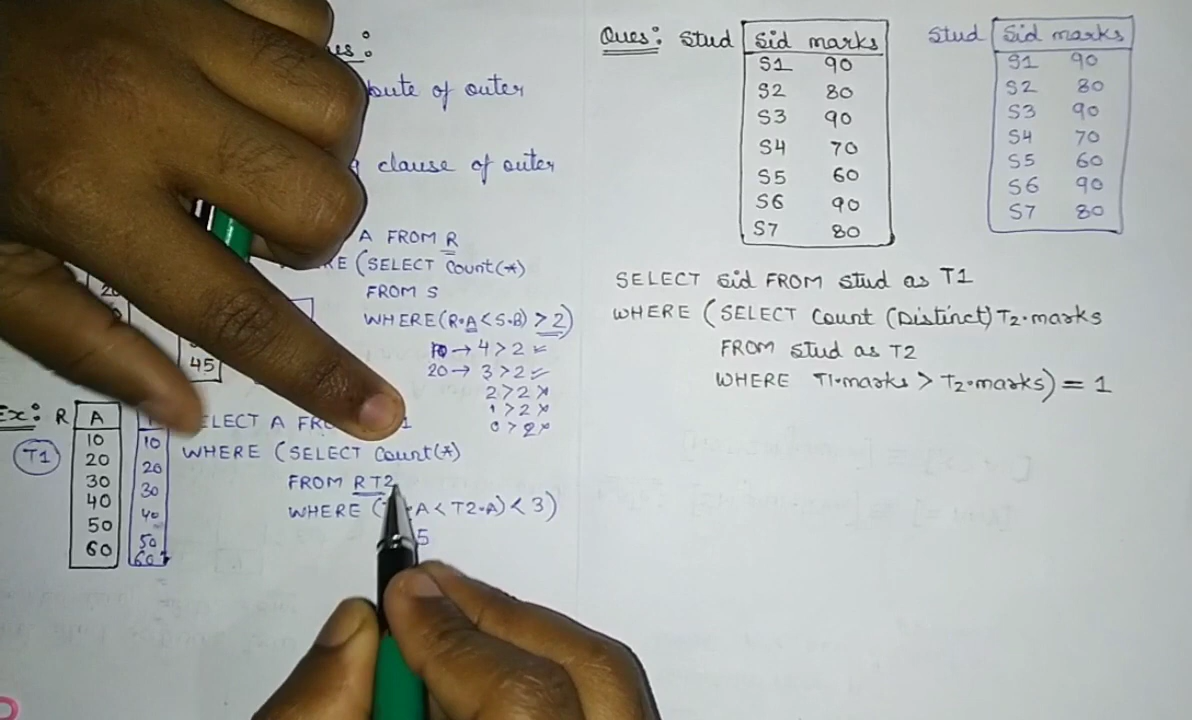 of outer
clause of outer
A FROM R
(SELECT Count(*)
FROM S
WHERE(R.A<S.B) >2)
10 → 4>2 ✓
20 → 3>2 ✓
2>2 ×
1>2 ×
0>2 ×
45
Ex: R A
T1
10
20
30
40
50
60
10
20
30
40
50
60
A
WHERE (SELECT Count(*)
FROM R T2
WHERE ( A<T2.A)<3)
5
Ques: Stud
Sid marks
S1 90
S2 80
S3 90
S4 70
S5 60
S6 90
S7 80
Stud
Sid marks
S1 90
S2 80
S3 90
S4 70
S5 60
S6 90
S7 80
SELECT Sid FROM Stud as T1
WHERE (SELECT Count (Distinct) T2.marks
FROM Stud as T2
WHERE T1.marks > T2.marks) = 1